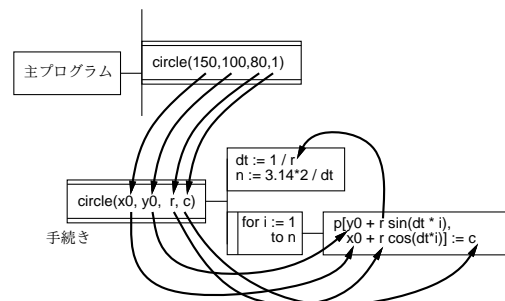 主プログラム
circle(150,100,80,1)
circle(x0, y0, r, c)
手続き
dt := 1 / r
n := 3.14*2 / dt
for i := 1
to n
p[y0 + r sin(dt * i),
x0 + r cos(dt*i)] := c